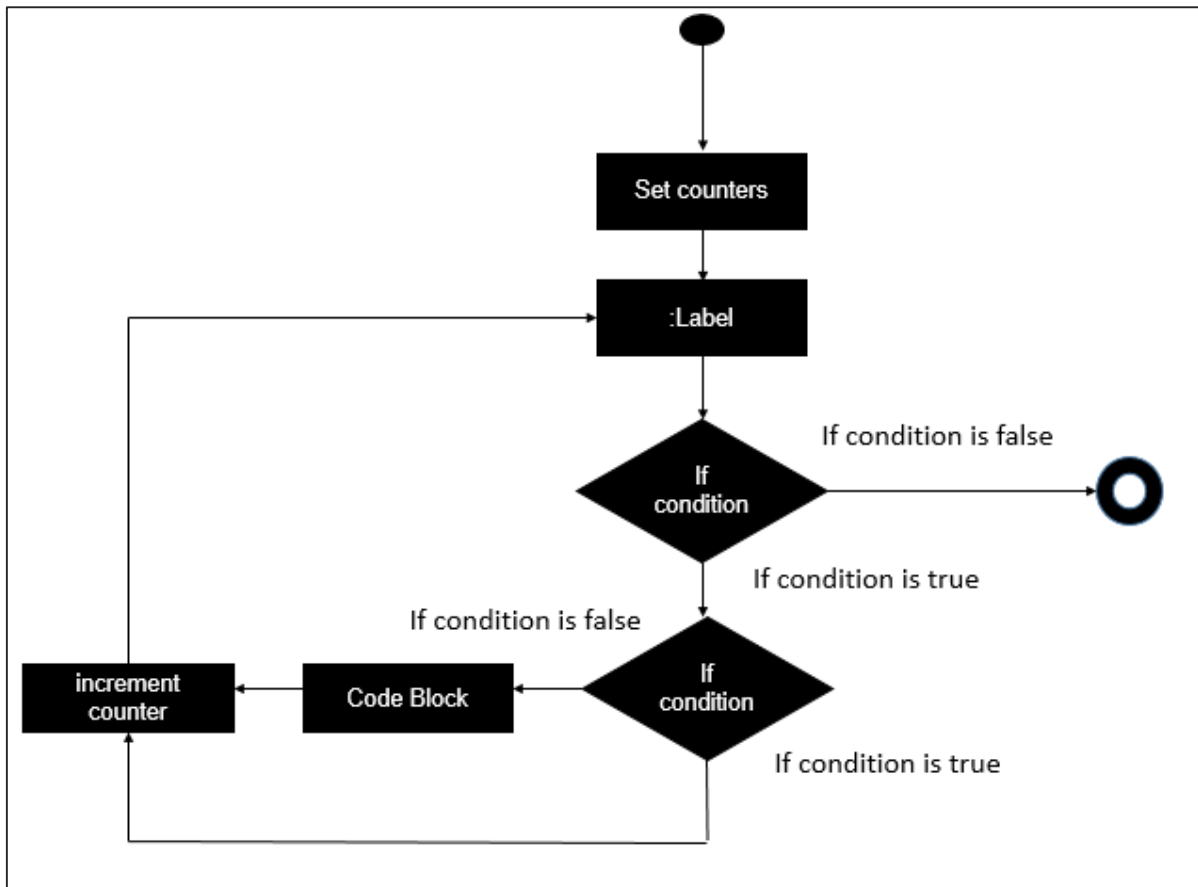 Set counters
:Label
If condition is false
If
condition
If condition is true
If condition is false
If
condition
Code Block
increment
counter
If condition is true